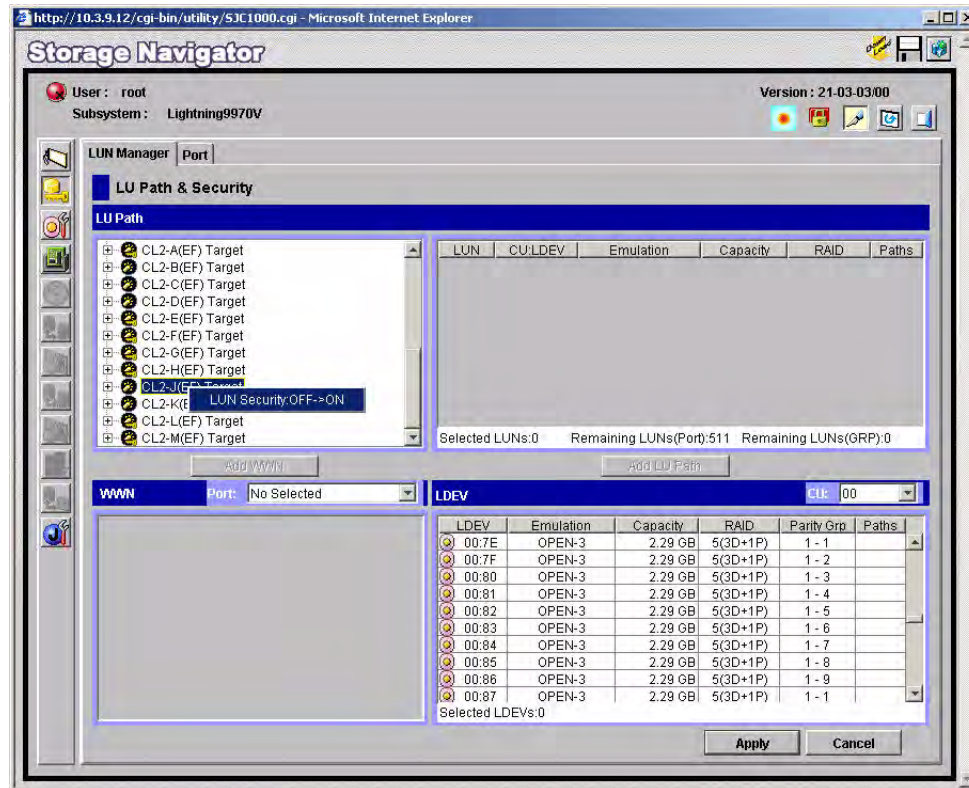 http://10.3.9.12/cgi-bin/utility/SJC1000.cgi - Microsoft Internet Explorer
Storage Navigator
User : root
Version : 21-03-03/00
Subsystem : Lightning9970V
LUN Manager Port
LU Path & Security
LU Path
CL2-A(EF) Target
CL2-B(EF) Target
CL2-C(EF) Target
CL2-D(EF) Target
CL2-E(EF) Target
CL2-F(EF) Target
CL2-G(EF) Target
CL2-H(EF) Target
CL2-J(EF) Target
LUN Security:OFF->ON
CL2-K(E
CL2-L(EF) Target
CL2-M(EF) Target
LUN CU:LDEV Emulation Capacity RAID Paths
Selected LUNs:0 Remaining LUNs(Port):511 Remaining LUNs(GRP):0
Add WWN Add LU Path
WWN Port: No Selected
LDEV CU: 00
LDEV Emulation Capacity RAID Parity Grp Paths
00:7E OPEN-3 2.29 GB 5(3D+1P) 1 - 1
00:7F OPEN-3 2.29 GB 5(3D+1P) 1 - 2
00:80 OPEN-3 2.29 GB 5(3D+1P) 1 - 3
00:81 OPEN-3 2.29 GB 5(3D+1P) 1 - 4
00:82 OPEN-3 2.29 GB 5(3D+1P) 1 - 5
00:83 OPEN-3 2.29 GB 5(3D+1P) 1 - 6
00:84 OPEN-3 2.29 GB 5(3D+1P) 1 - 7
00:85 OPEN-3 2.29 GB 5(3D+1P) 1 - 8
00:86 OPEN-3 2.29 GB 5(3D+1P) 1 - 9
00:87 OPEN-3 2.29 GB 5(3D+1P) 1 - 1
Selected LDEVs:0
Apply Cancel